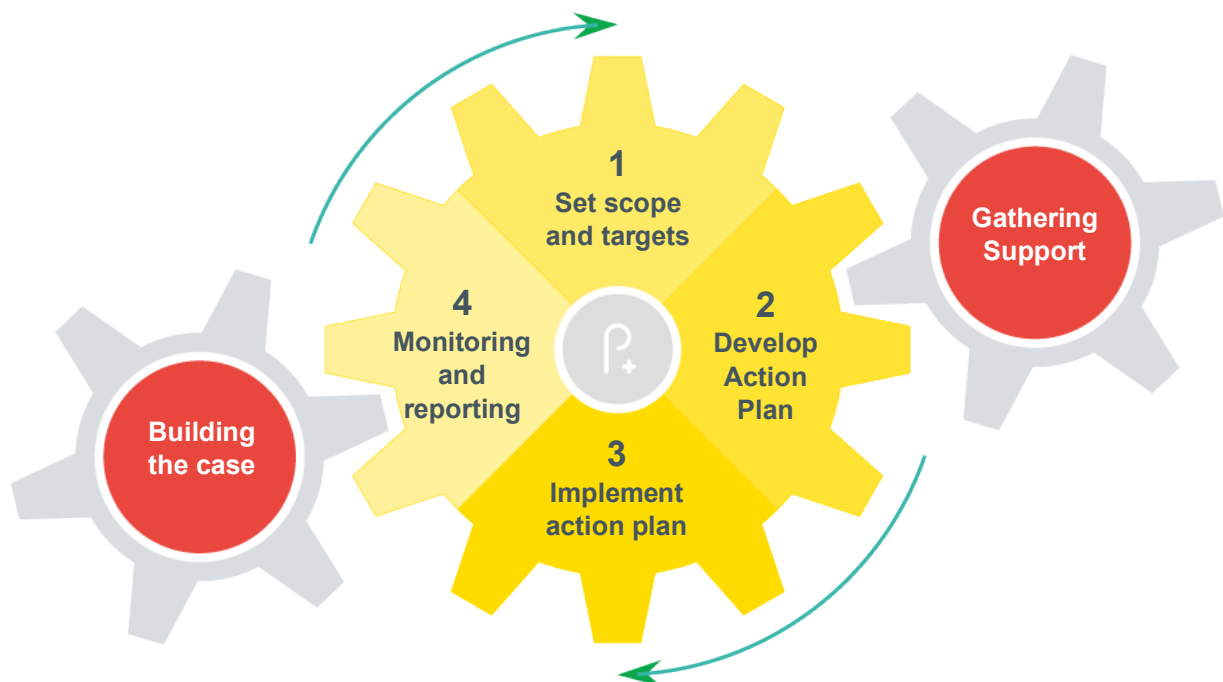 1
Set scope
and targets
2
Develop
Action
Plan
3
Implement
action plan
4
Monitoring
and
reporting
Building
the case
Gathering
Support
P+